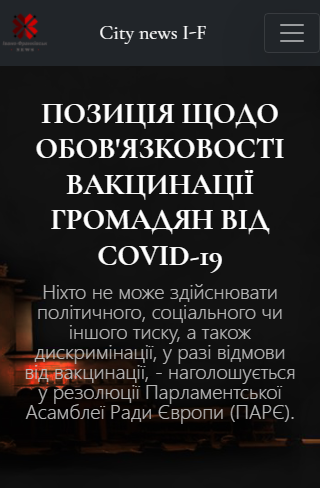 City news I-F
ПОЗИЦІЯ ЩОДО
ОБОВ'ЯЗКОВОСТІ
ВАКЦИНАЦІЇ
ГРОМАДЯН ВІД
COVID-19
Ніхто не може здійснювати
політичного, соціального чи
іншого тиску, а також
дискримінації, у разі відмови
від вакцинації, - наголошується
у резолюції Парламентської
Асамблеї Ради Європи (ПАРЄ).